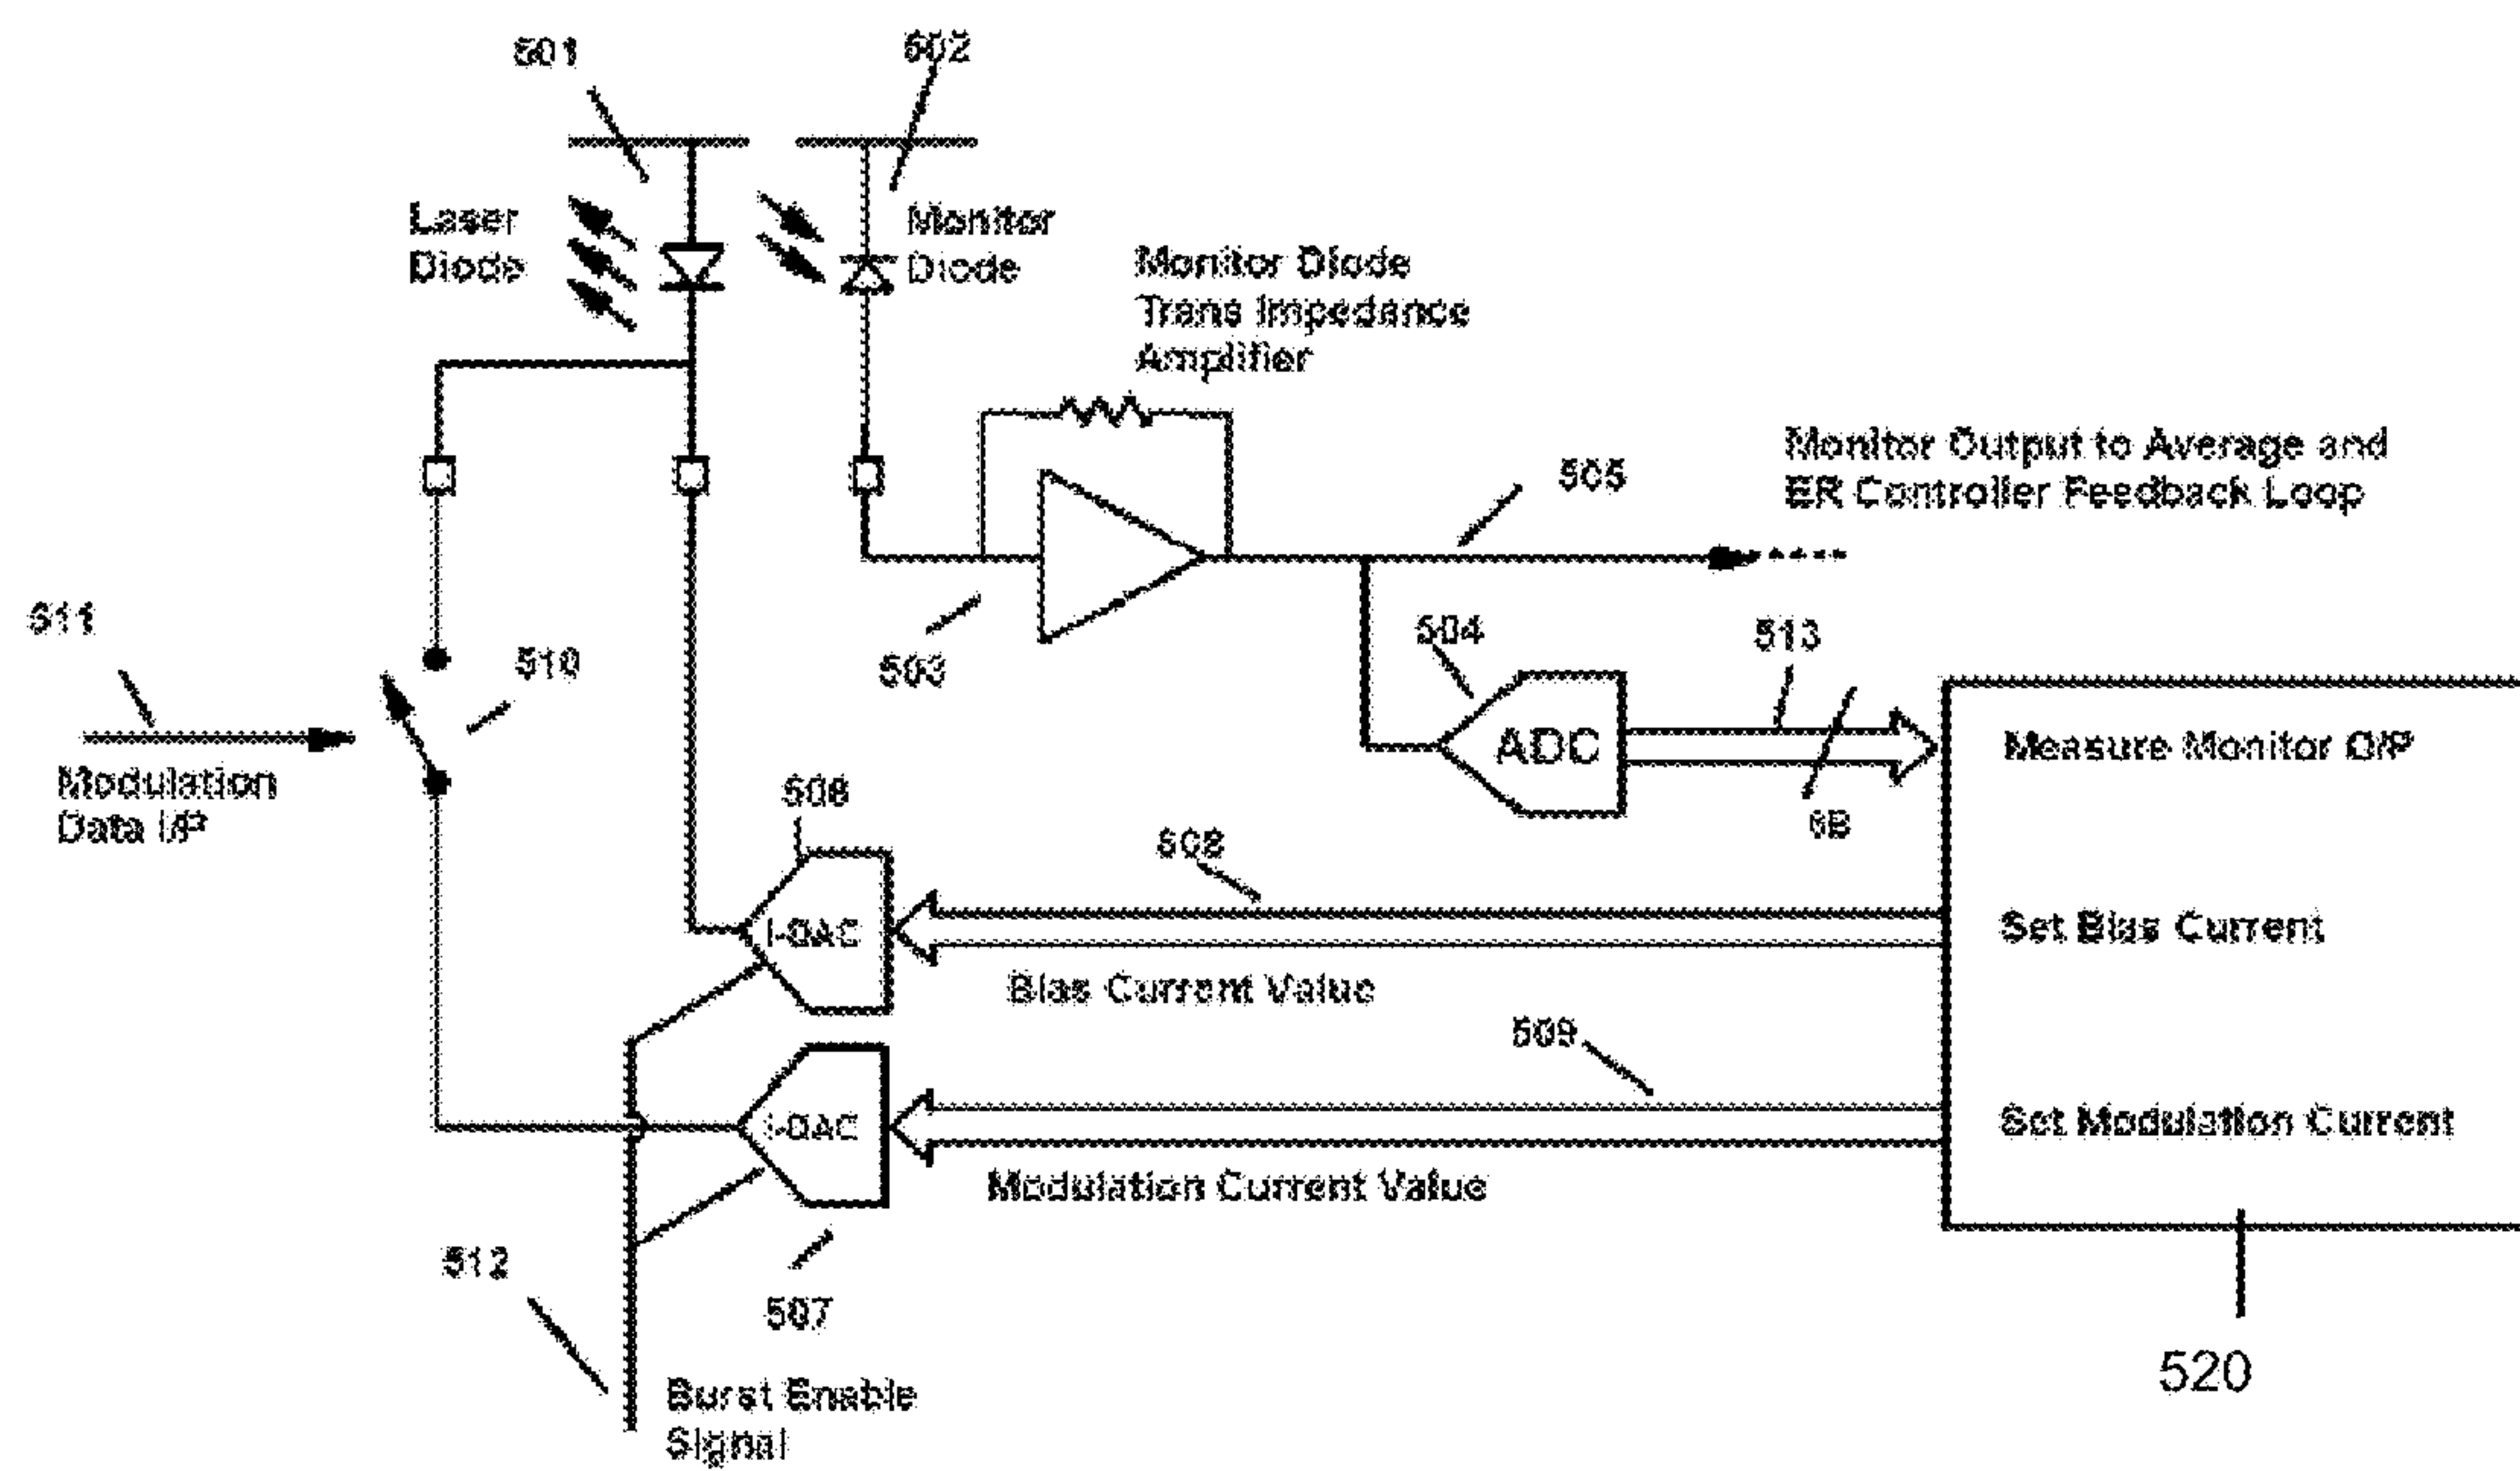 501
502
Laser
Diode
Monitor
Diode
Monitor Diode
Trans Impedance
Amplifier
Monitor Output to Average and
ER Controller Feedback Loop
505
511
510
503
504
513
ADC
Measure Monitor O/P
Modulation
Data I/P
506
508
6B
I-DAC
Set Bias Current
Bias Current Value
509
I-DAC
Set Modulation Current
Modulation Current Value
512
507
520
Burst Enable
Signal